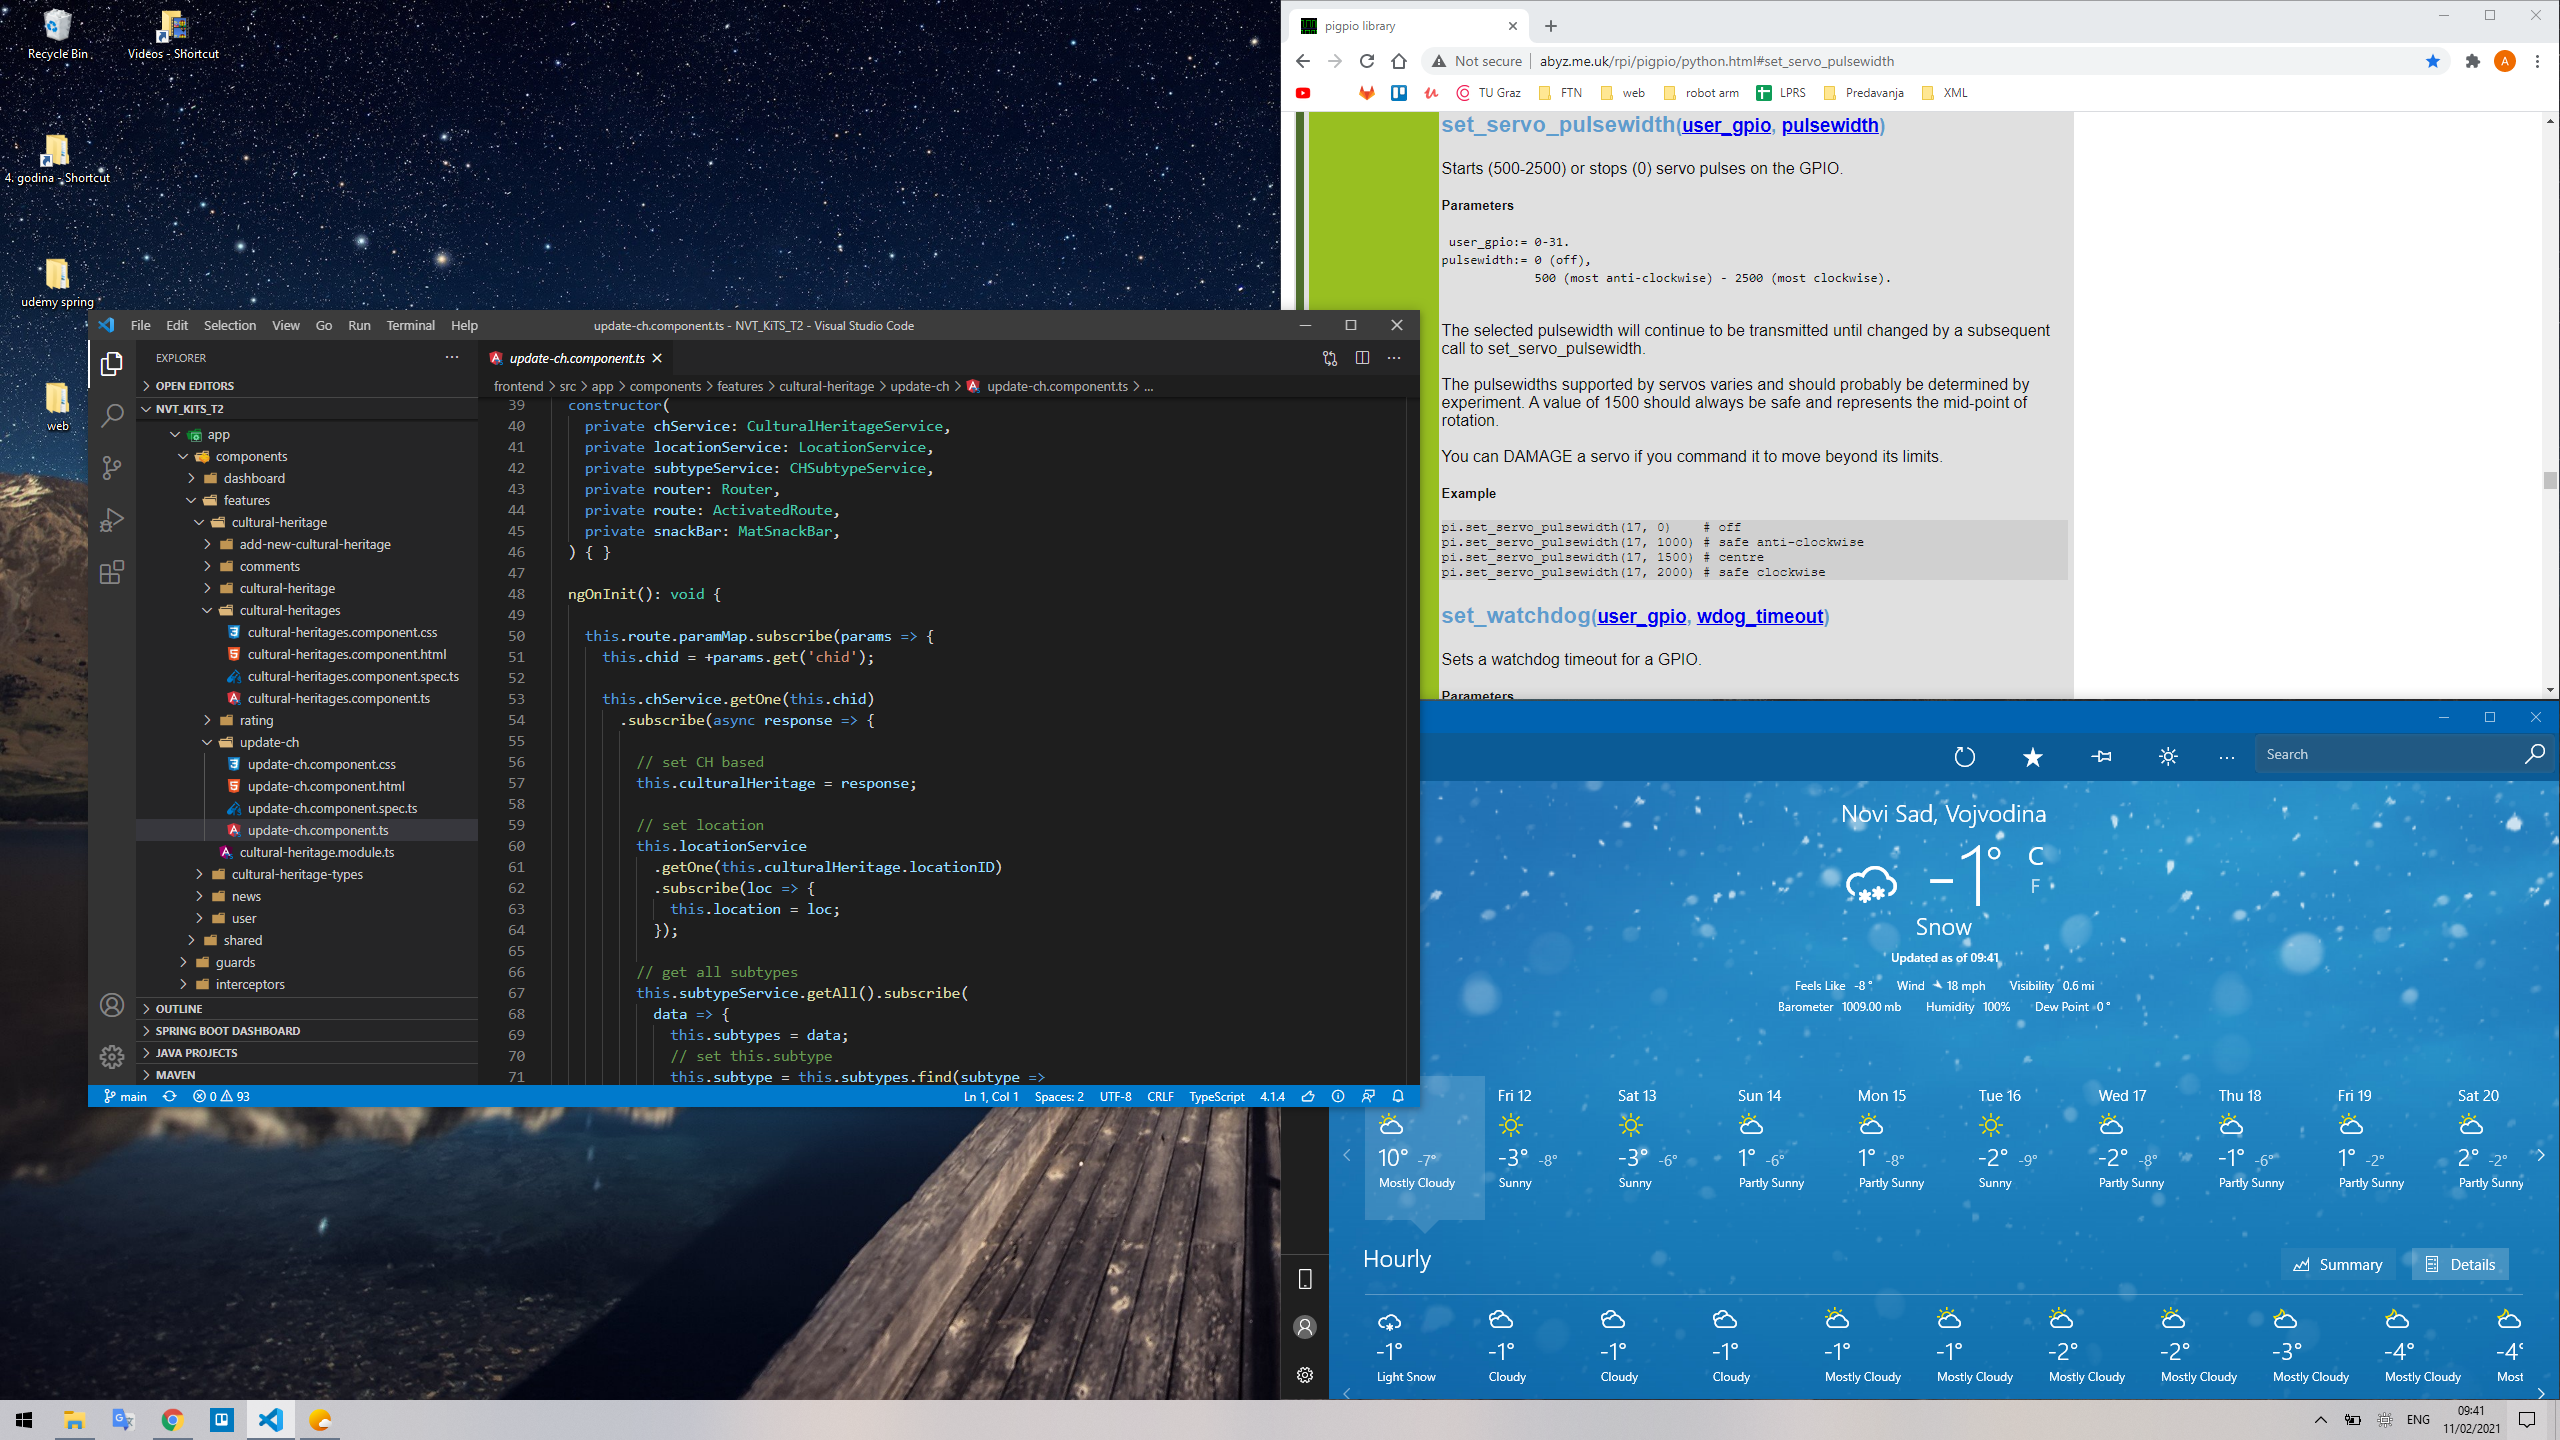 Recycle Bin
Videos - Shortcut
4. godina - Shortcut
udemy spring
web
File Edit Selection View Go Run Terminal Help
update-ch.component.ts - NVT_KiTS_T2 - Visual Studio Code
EXPLORER
OPEN EDITORS
NVT_KITS_T2
app
components
dashboard
features
cultural-heritage
add-new-cultural-heritage
comments
cultural-heritage
cultural-heritages
cultural-heritages.component.css
cultural-heritages.component.html
cultural-heritages.component.spec.ts
cultural-heritages.component.ts
rating
update-ch
update-ch.component.css
update-ch.component.html
update-ch.component.spec.ts
update-ch.component.ts
cultural-heritage.module.ts
cultural-heritage-types
news
user
shared
guards
interceptors
OUTLINE
SPRING BOOT DASHBOARD
JAVA PROJECTS
MAVEN
update-ch.component.ts
frontend > src > app > components > features > cultural-heritage > update-ch > update-ch.component.ts > ...
39 constructor(
40 private chService: CulturalHeritageService,
41 private locationService: LocationService,
42 private subtypeService: CHSubtypeService,
43 private router: Router,
44 private route: ActivatedRoute,
45 private snackBar: MatSnackBar,
46 ) { }
47
48 ngOnInit(): void {
49
50 this.route.paramMap.subscribe(params => {
51 this.chid = +params.get('chid');
52
53 this.chService.getOne(this.chid)
54 .subscribe(async response => {
55
56 // set CH based
57 this.culturalHeritage = response;
58
59 // set location
60 this.locationService
61 .getOne(this.culturalHeritage.locationID)
62 .subscribe(loc => {
63 this.location = loc;
64 });
65
66 // get all subtypes
67 this.subtypeService.getAll().subscribe(
68 data => {
69 this.subtypes = data;
70 // set this.subtype
71 this.subtype = this.subtypes.find(subtype =>
main 0 93 Ln 1, Col 1 Spaces: 2 UTF-8 CRLF TypeScript 4.1.4
pigpio library
Not secure abyz.me.uk/rpi/pigpio/python.html#set_servo_pulsewidth
A
TU Graz FTN web robot arm LPRS Predavanja XML
set_servo_pulsewidth(user_gpio, pulsewidth)
Starts (500-2500) or stops (0) servo pulses on the GPIO.
Parameters
user_gpio:= 0-31.
pulsewidth:= 0 (off),
500 (most anti-clockwise) - 2500 (most clockwise).
The selected pulsewidth will continue to be transmitted until changed by a subsequent
call to set_servo_pulsewidth.
The pulsewidths supported by servos varies and should probably be determined by
experiment. A value of 1500 should always be safe and represents the mid-point of
rotation.
You can DAMAGE a servo if you command it to move beyond its limits.
Example
pi.set_servo_pulsewidth(17, 0) # off
pi.set_servo_pulsewidth(17, 1000) # safe anti-clockwise
pi.set_servo_pulsewidth(17, 1500) # centre
pi.set_servo_pulsewidth(17, 2000) # safe clockwise
set_watchdog(user_gpio, wdog_timeout)
Sets a watchdog timeout for a GPIO.
Parameters
Search
Novi Sad, Vojvodina
-1° C
F
Snow
Updated as of 09:41
Feels Like -8° Wind 18 mph Visibility 0.6 mi
Barometer 1009.00 mb Humidity 100% Dew Point 0°
Fri 12 Sat 13 Sun 14 Mon 15 Tue 16 Wed 17 Thu 18 Fri 19 Sat 20
10° -7° -3° -8° -3° -6° 1° -6° 1° -8° -2° -9° -2° -8° -1° -6° 1° -2° 2° -2°
Mostly Cloudy Sunny Sunny Partly Sunny Partly Sunny Sunny Partly Sunny Partly Sunny Partly Sunny Partly Sunny
Hourly
Summary Details
-1° -1° -1° -1° -1° -1° -2° -2° -3° -4° -4°
Light Snow Cloudy Cloudy Cloudy Mostly Cloudy Mostly Cloudy Mostly Cloudy Mostly Cloudy Mostly Cloudy Mostly Cloudy Most
ENG
09:41
11/02/2021